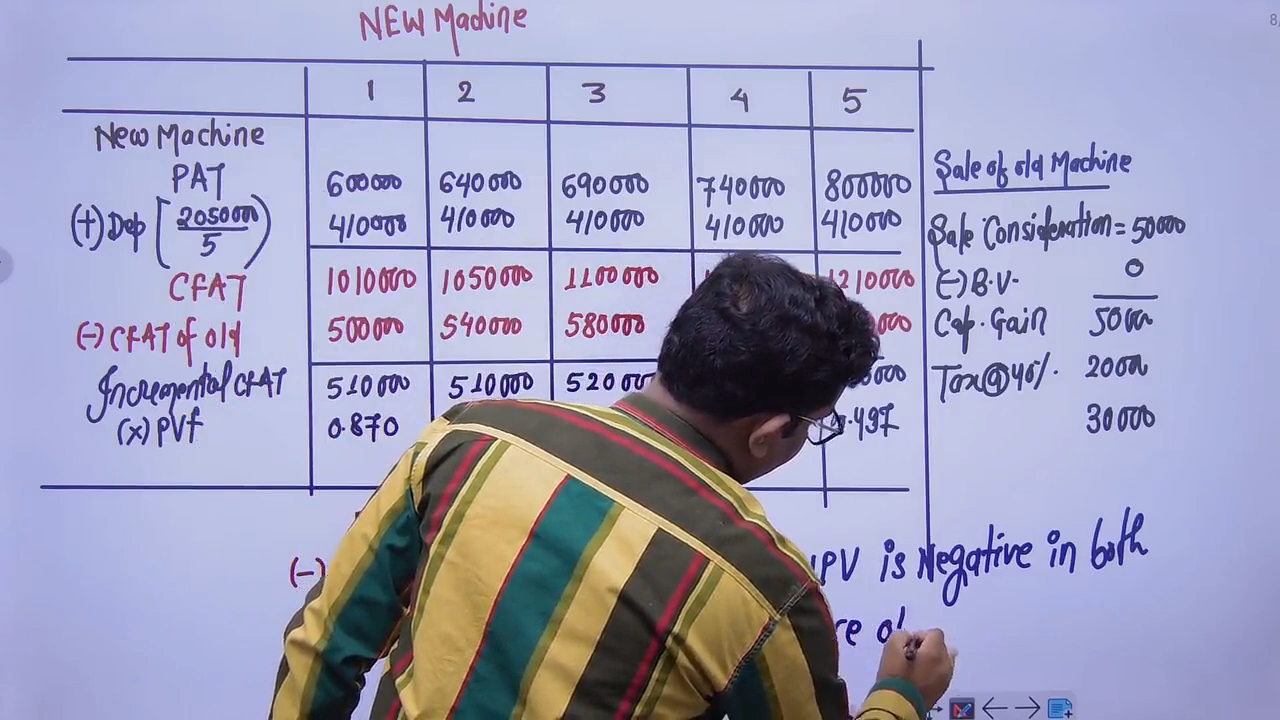 NEW Machine
1 2 3 4 5
New Machine
PAT 600000 640000 690000 740000 800000
(+) Dep [2050000/5] 410000 410000 410000 410000 410000
CFAT 1010000 1050000 1100000 1210000
(-) CFAT of old 500000 540000 580000
Incremental CFAT 510000 510000 520000
(x) PVf 0.870 .497
Sale of old Machine
Sale Consideration = 50000
(-) B.V. 0
Cap. Gain 50000
Tax@40%. 20000
30000
(-)
NPV is Negative in both
8/